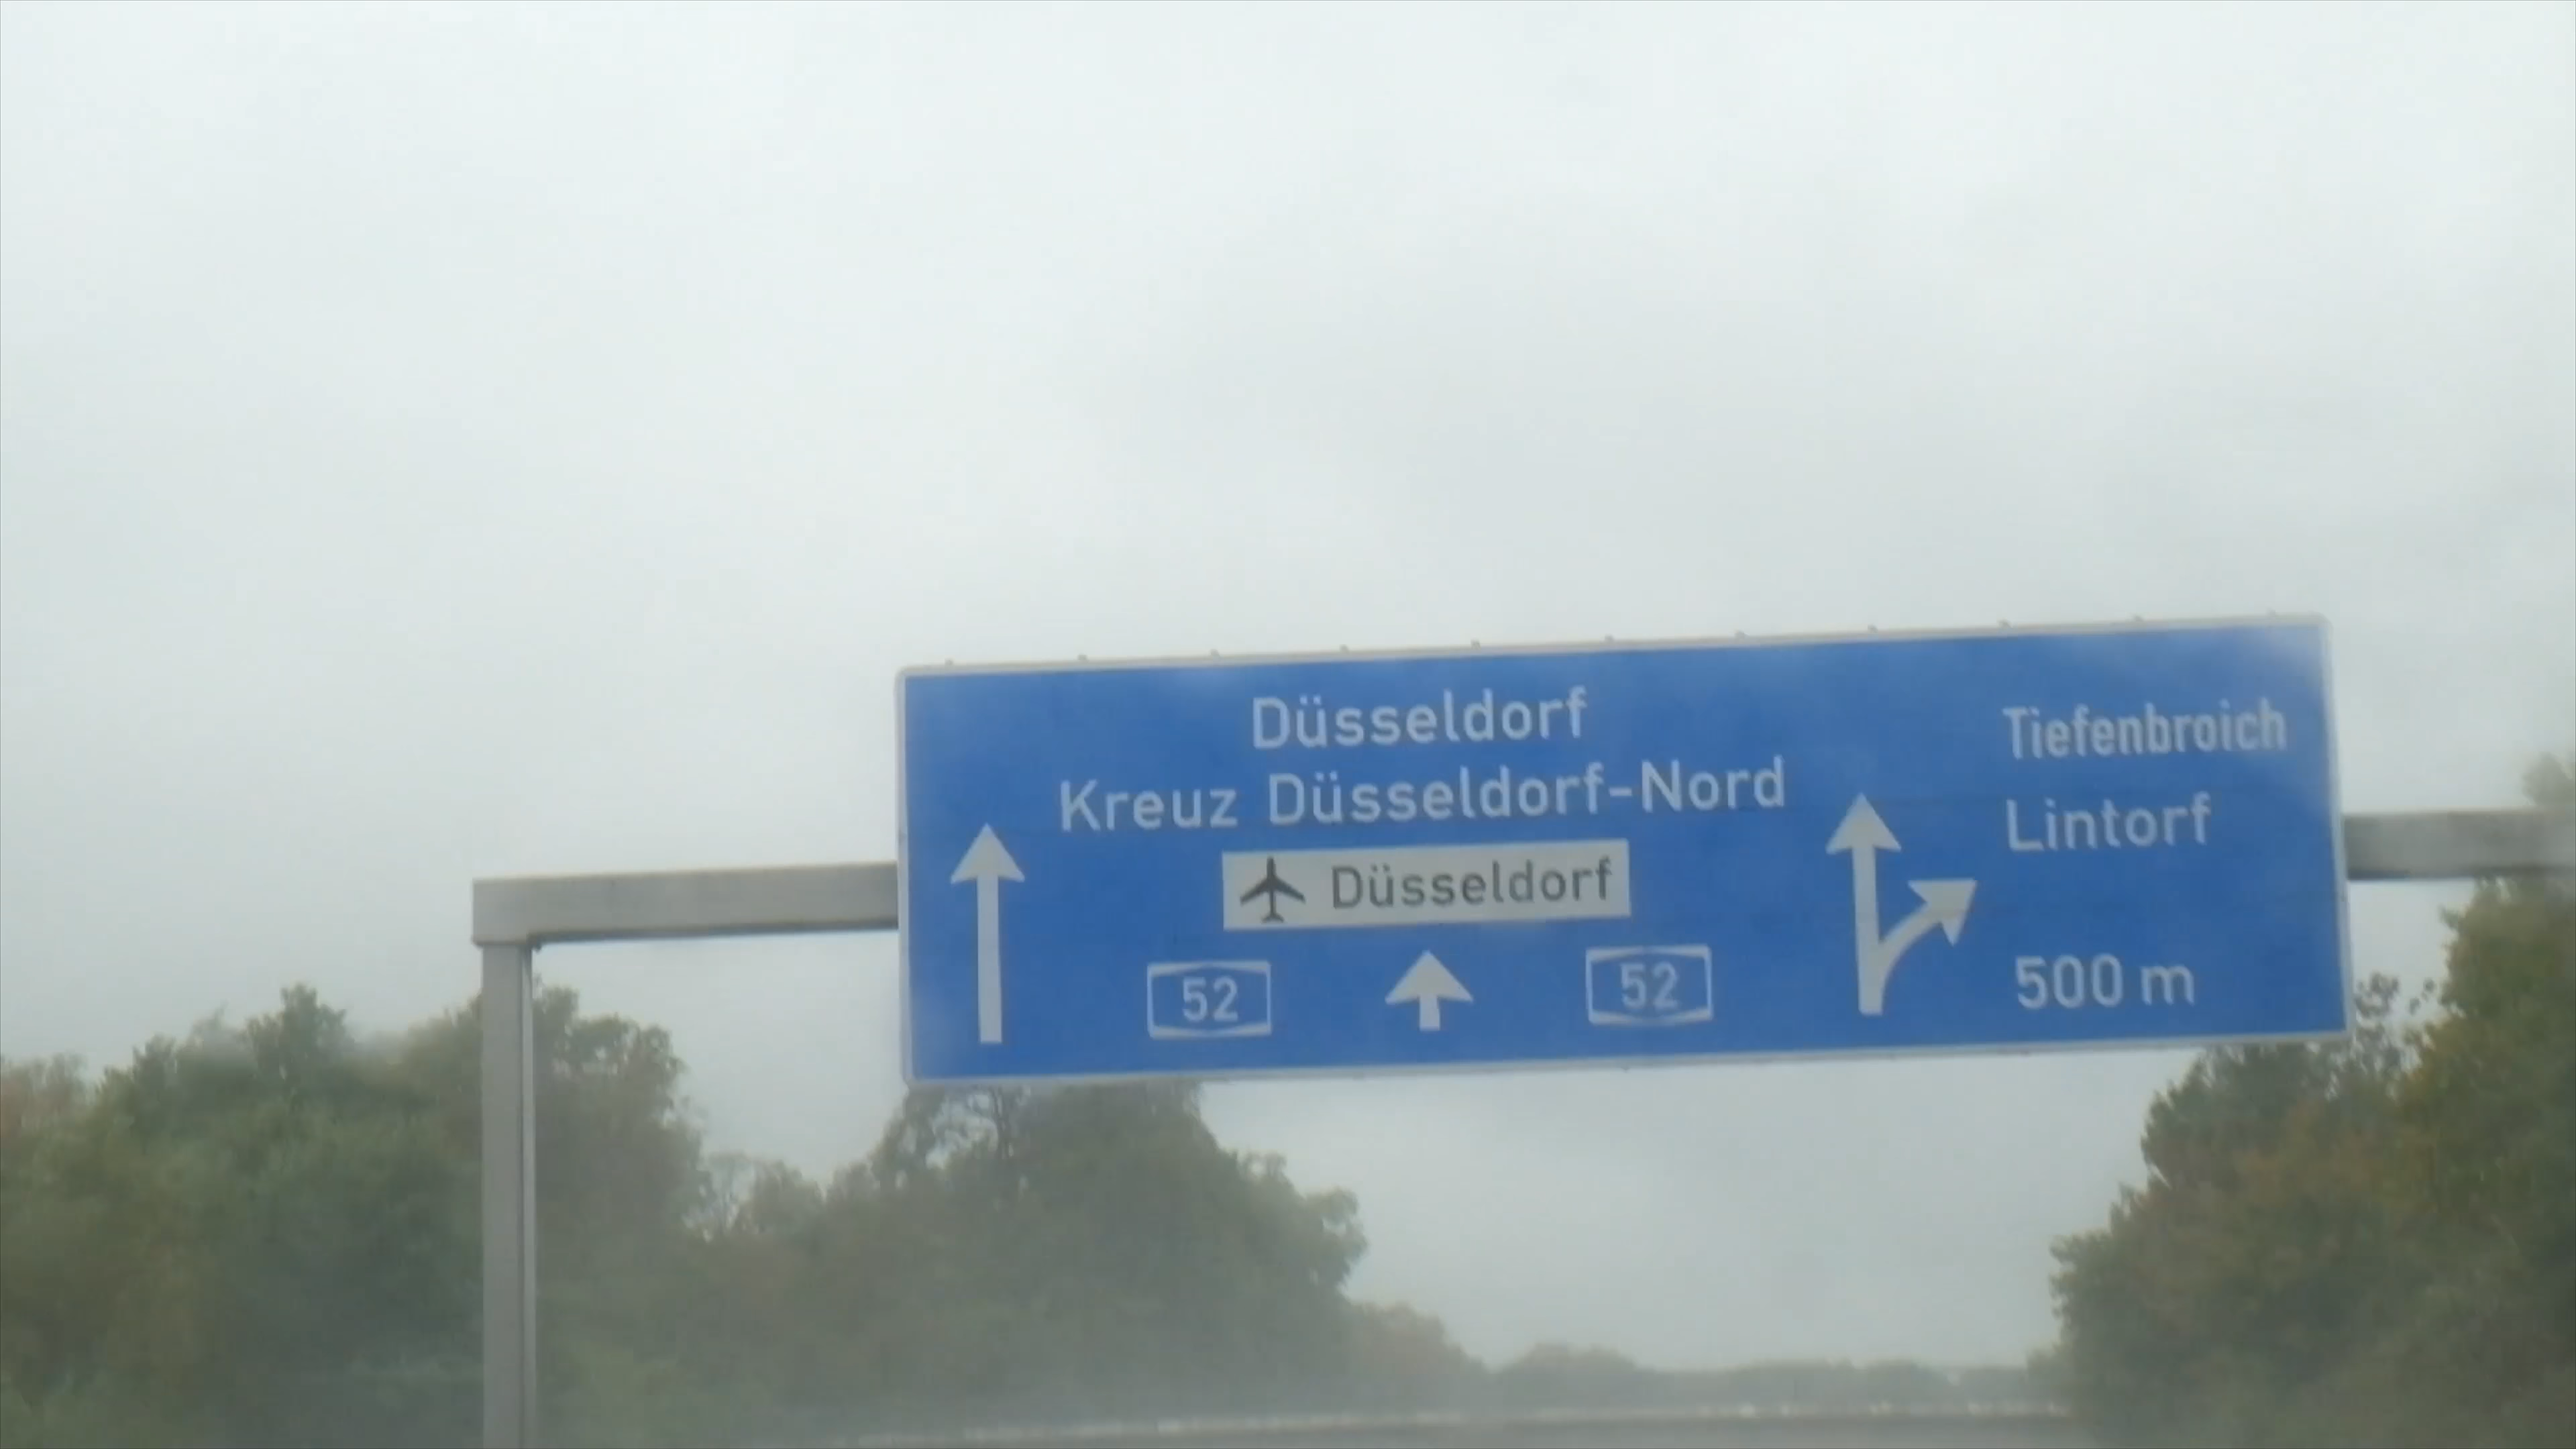 Düsseldorf
Kreuz Düsseldorf-Nord
Düsseldorf
52 52
Tiefenbroich
Lintorf
500 m